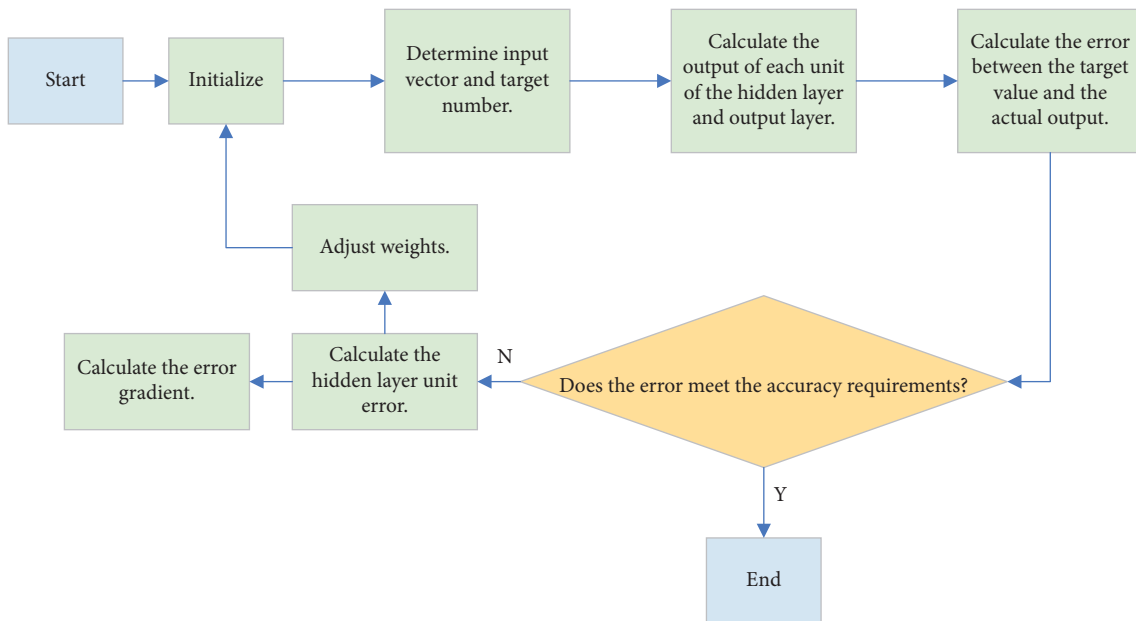 Start
Initialize
Determine input
vector and target
number.
Calculate the
output of each unit
of the hidden layer
and output layer.
Calculate the error
between the target
value and the
actual output.
Adjust weights.
Calculate the error
gradient.
Calculate the
hidden layer unit
error.
N
Does the error meet the accuracy requirements?
Y
End